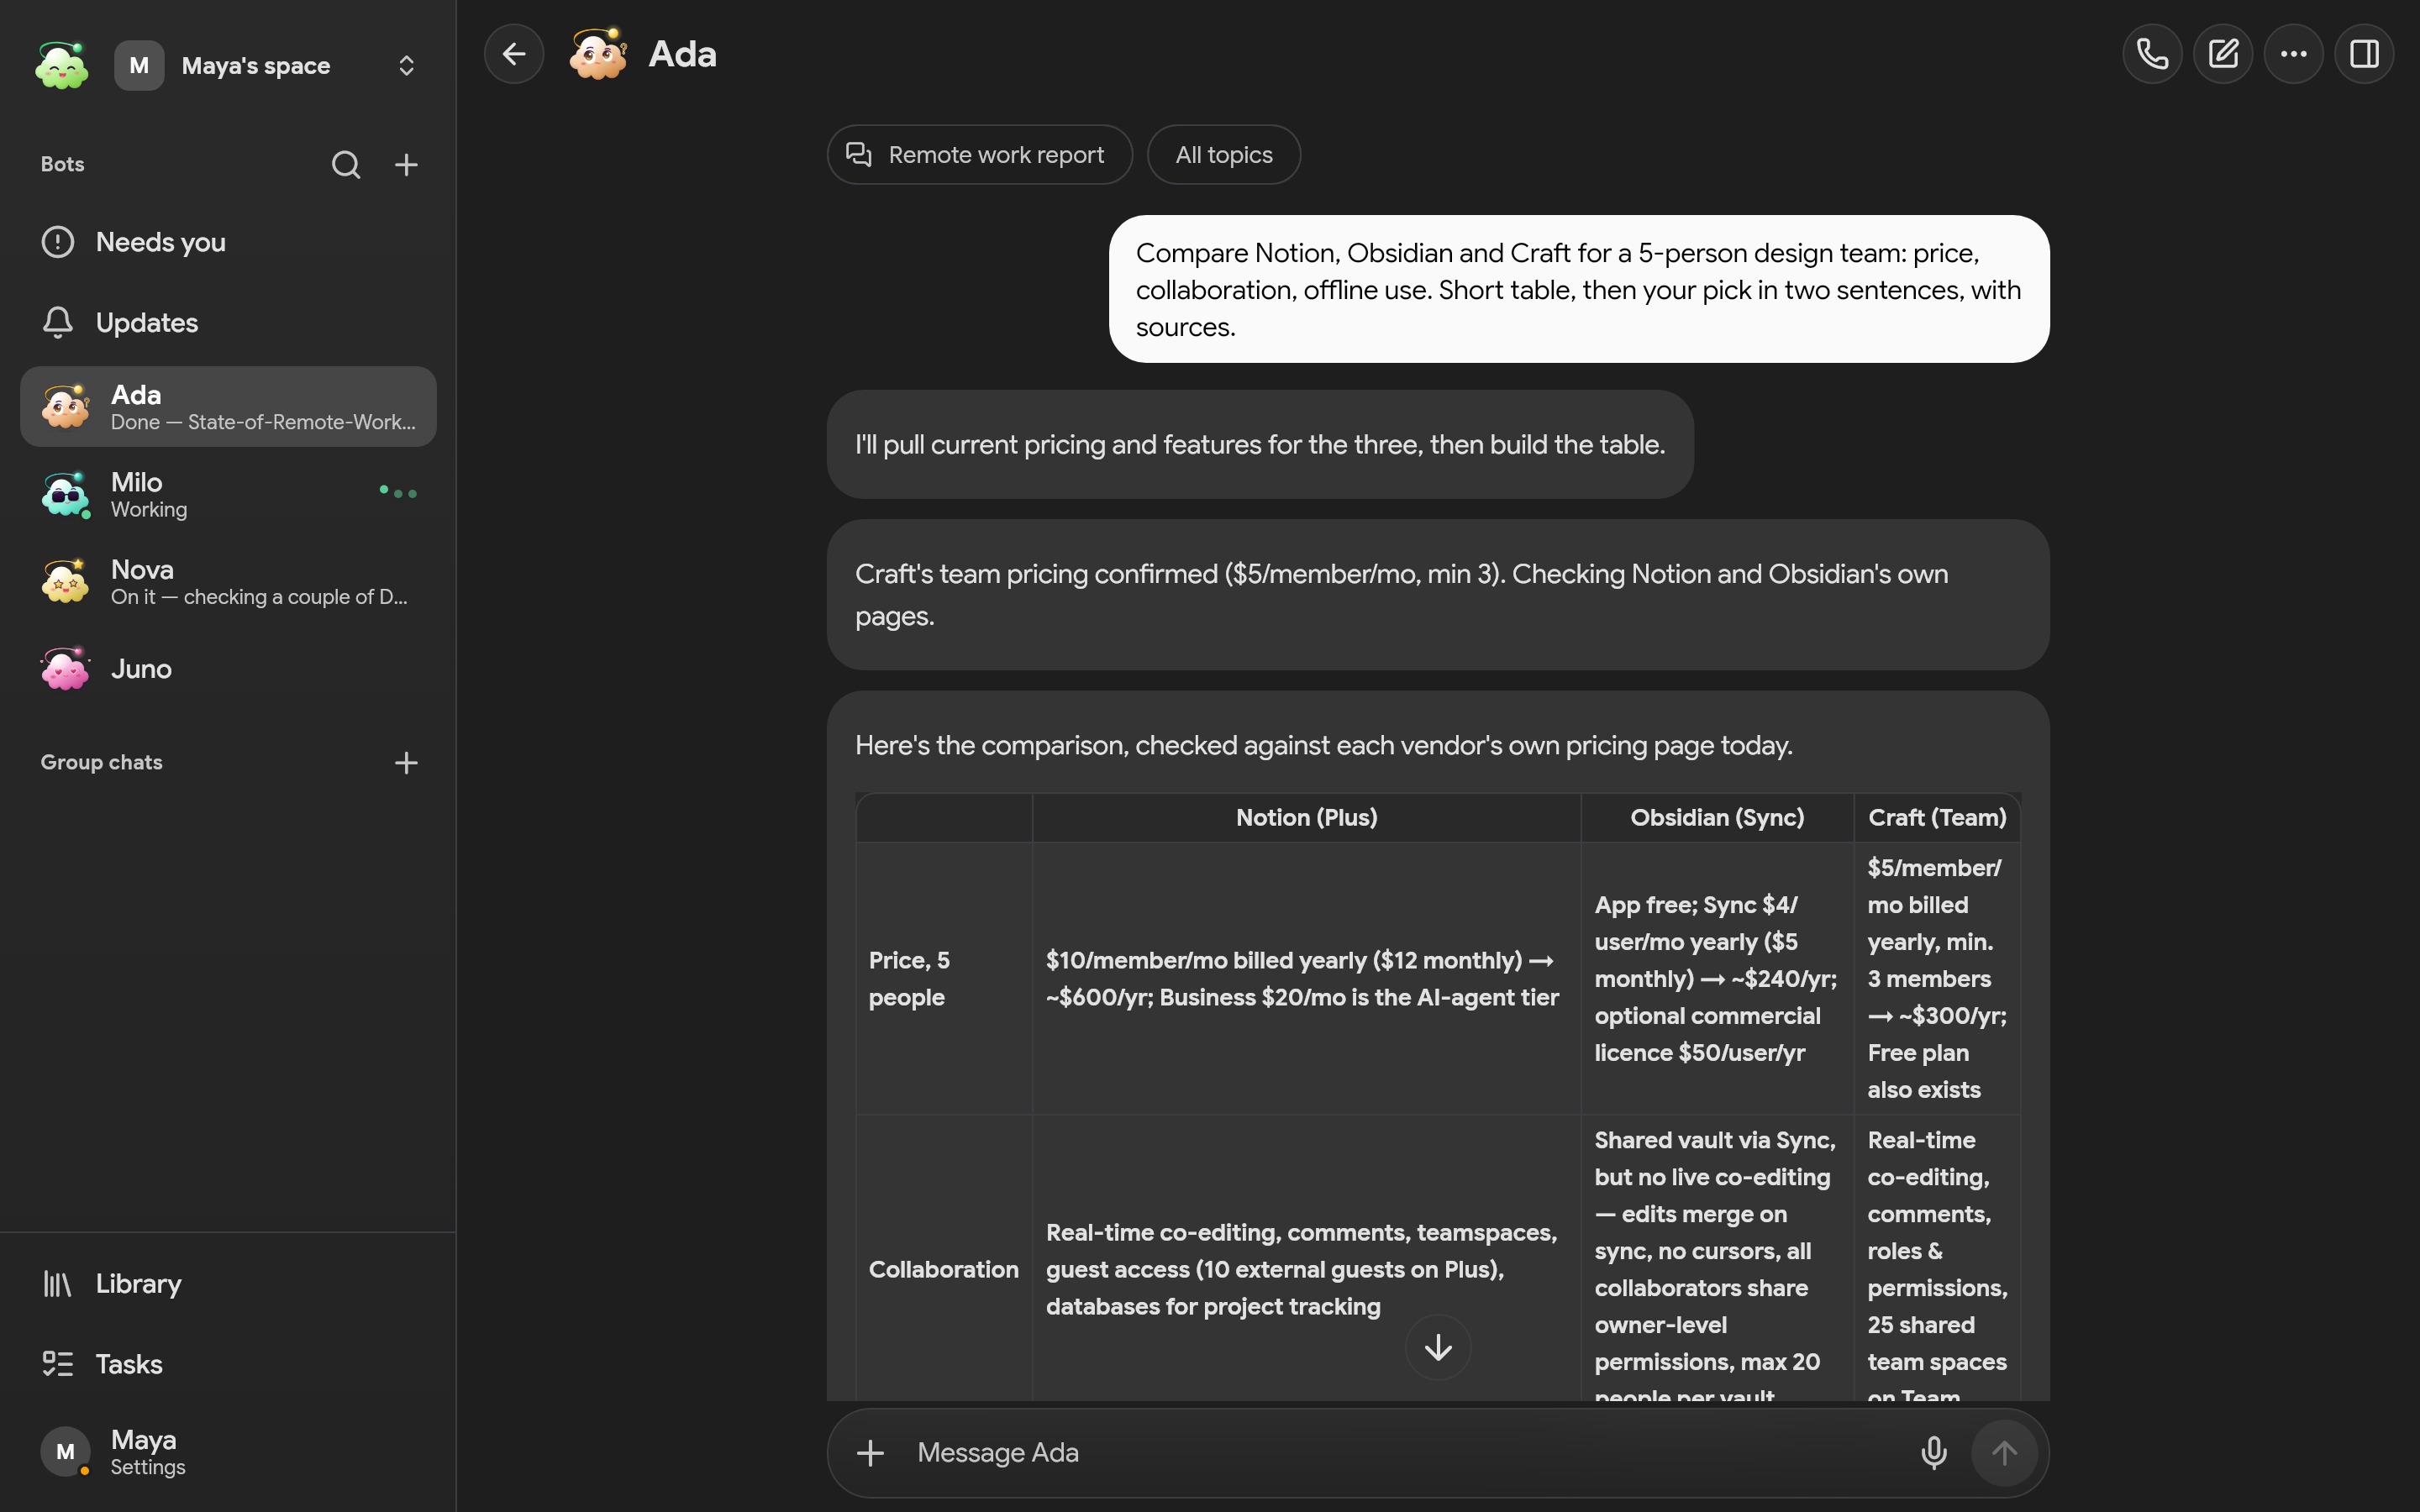 M
Maya's space
Bots
Needs you
Updates
Ada
Done — State-of-Remote-Work...
Milo
Working
Nova
On it — checking a couple of D...
Juno
Group chats
Library
Tasks
M
Maya
Settings
Ada
Remote work report
All topics
Compare Notion, Obsidian and Craft for a 5-person design team: price,
collaboration, offline use. Short table, then your pick in two sentences, with
sources.
I'll pull current pricing and features for the three, then build the table.
Craft's team pricing confirmed ($5/member/mo, min 3). Checking Notion and Obsidian's own
pages.
Here's the comparison, checked against each vendor's own pricing page today.
Notion (Plus)
Obsidian (Sync)
Craft (Team)
Price, 5
people
$10/member/mo billed yearly ($12 monthly) →
~$600/yr; Business $20/mo is the AI-agent tier
App free; Sync $4/
user/mo yearly ($5
monthly) → ~$240/yr;
optional commercial
licence $50/user/yr
$5/member/
mo billed
yearly, min.
3 members
→ ~$300/yr;
Free plan
also exists
Collaboration
Real-time co-editing, comments, teamspaces,
guest access (10 external guests on Plus),
databases for project tracking
Shared vault via Sync,
but no live co-editing
— edits merge on
sync, no cursors, all
collaborators share
owner-level
permissions, max 20
people per vault
Real-time
co-editing,
comments,
roles &
permissions,
25 shared
team spaces
on Team
Message Ada